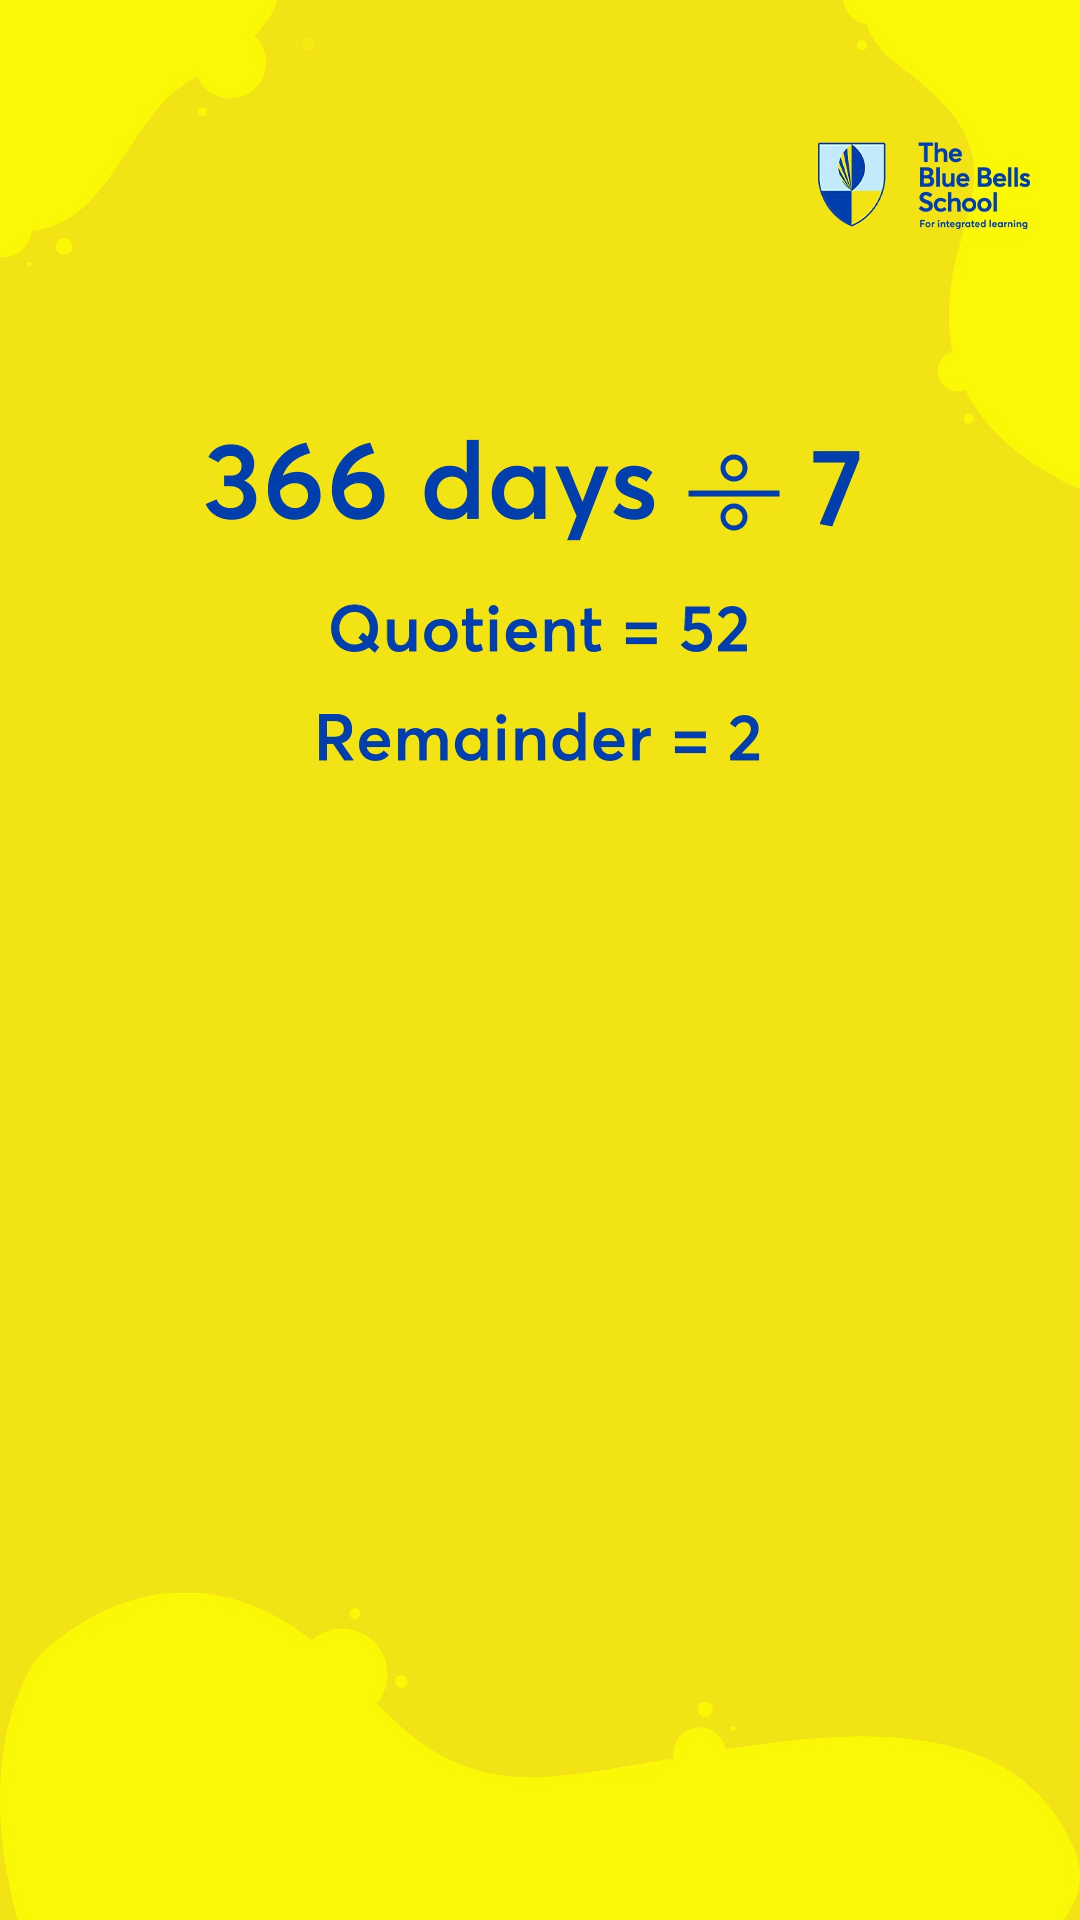 The
Blue Bells
School
For integrated learning
366 days ÷ 7
Quotient = 52
Remainder = 2